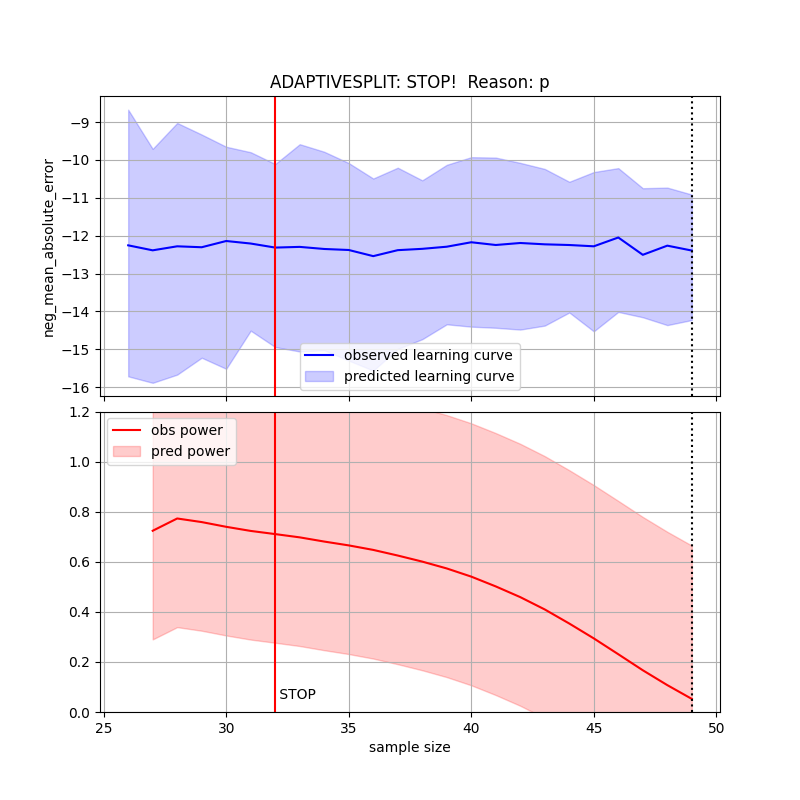 ADAPTIVESPLIT: STOP!  Reason: p
−9
−10
−11
−12
−13
−14
−15
−16
neg_mean_absolute_error
observed learning curve
predicted learning curve
1.2
1.0
0.8
0.6
0.4
0.2
0.0
obs power
pred power
STOP
25 30 35 40 45 50
sample size